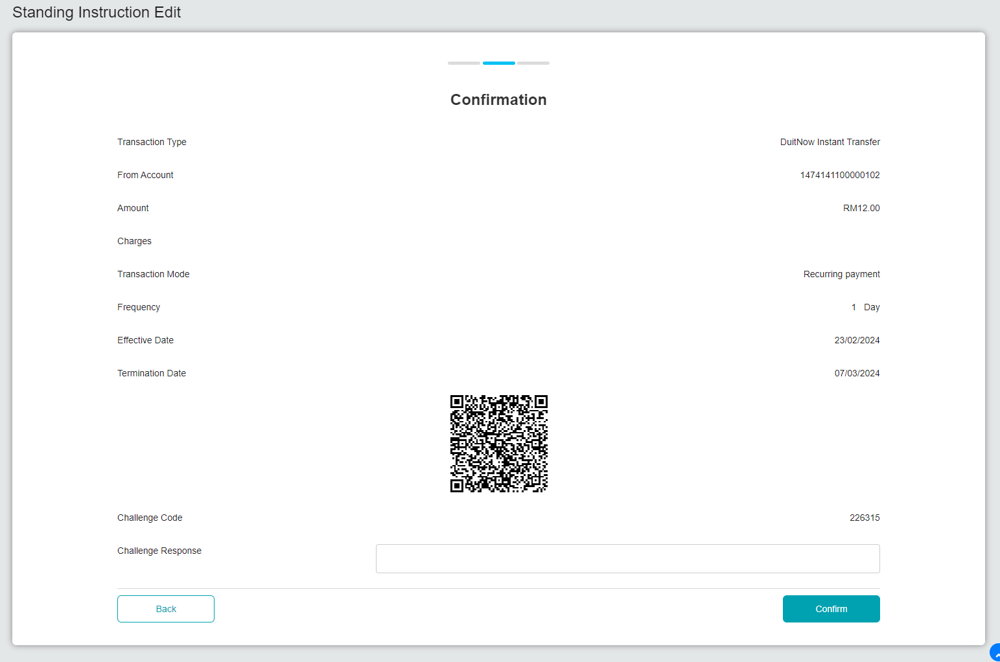 Standing Instruction Edit
Confirmation
Transaction Type DuitNow Instant Transfer
From Account 1474141100000102
Amount RM12.00
Charges
Transaction Mode Recurring payment
Frequency 1 Day
Effective Date 23/02/2024
Termination Date 07/03/2024
Challenge Code 226315
Challenge Response
Back Confirm